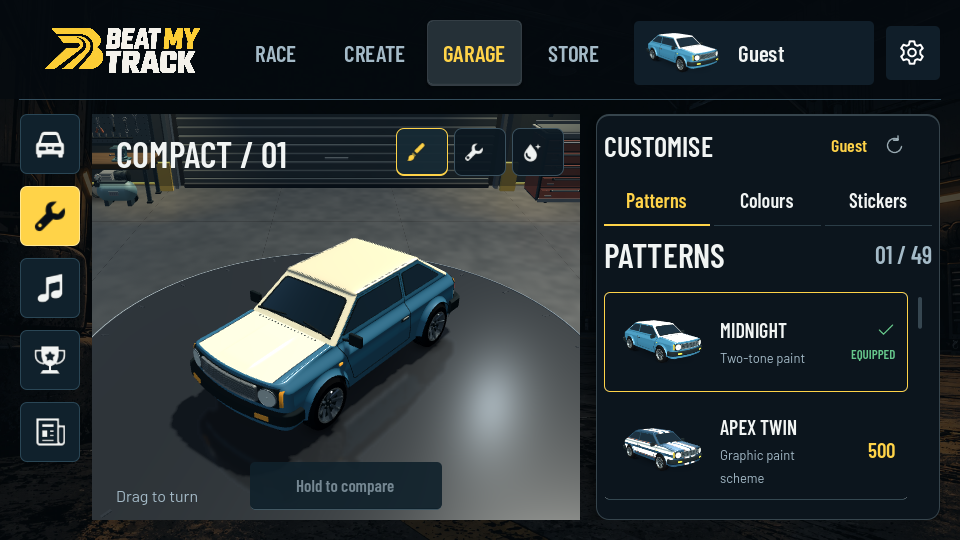 BEAT MY
TRACK
RACE
CREATE
GARAGE
STORE
Guest
COMPACT / 01
Drag to turn
Hold to compare
CUSTOMISE
Guest
Patterns
Colours
Stickers
PATTERNS
01 / 49
MIDNIGHT
Two-tone paint
EQUIPPED
APEX TWIN
Graphic paint
scheme
500